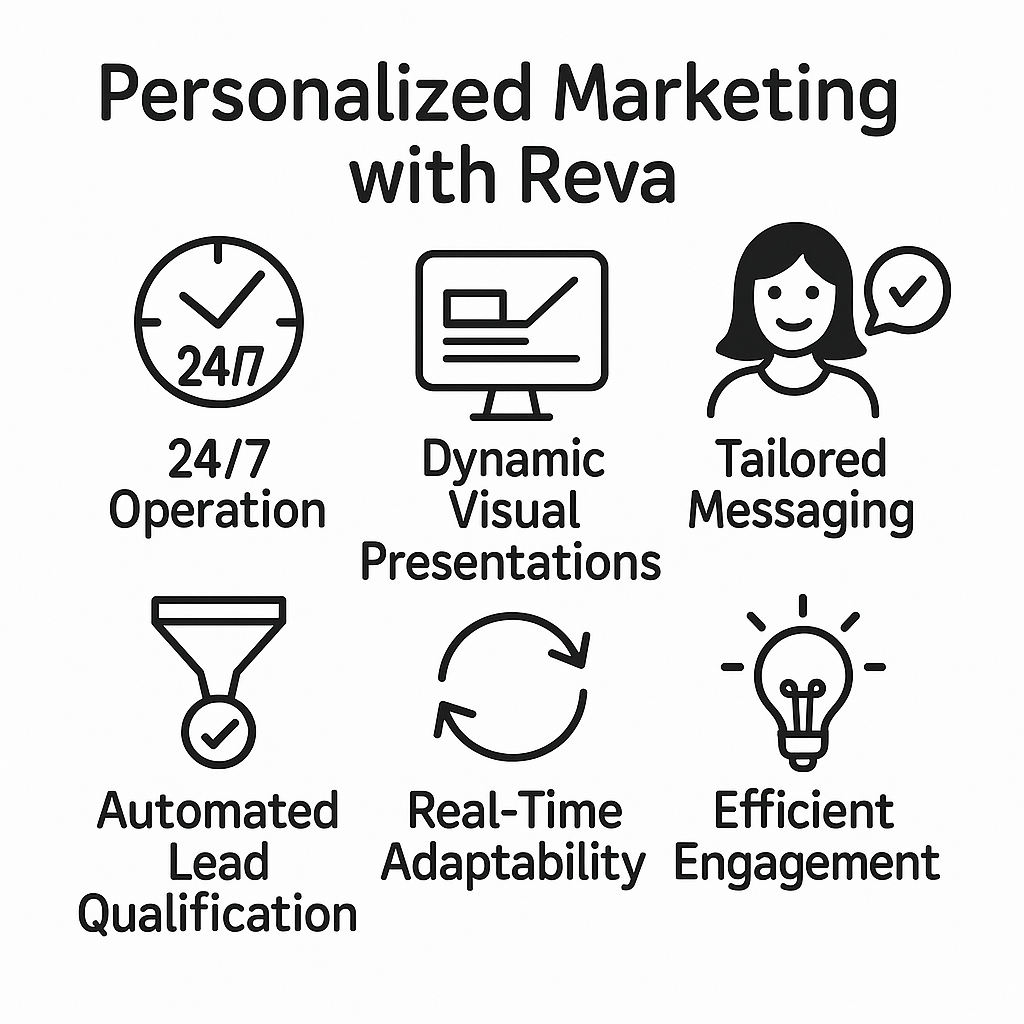 Personalized Marketing
with Reva
24/7
24/7
Operation
Dynamic
Visual
Presentations
Tailored
Messaging
Automated
Lead
Qualification
Real-Time
Adaptability
Efficient
Engagement